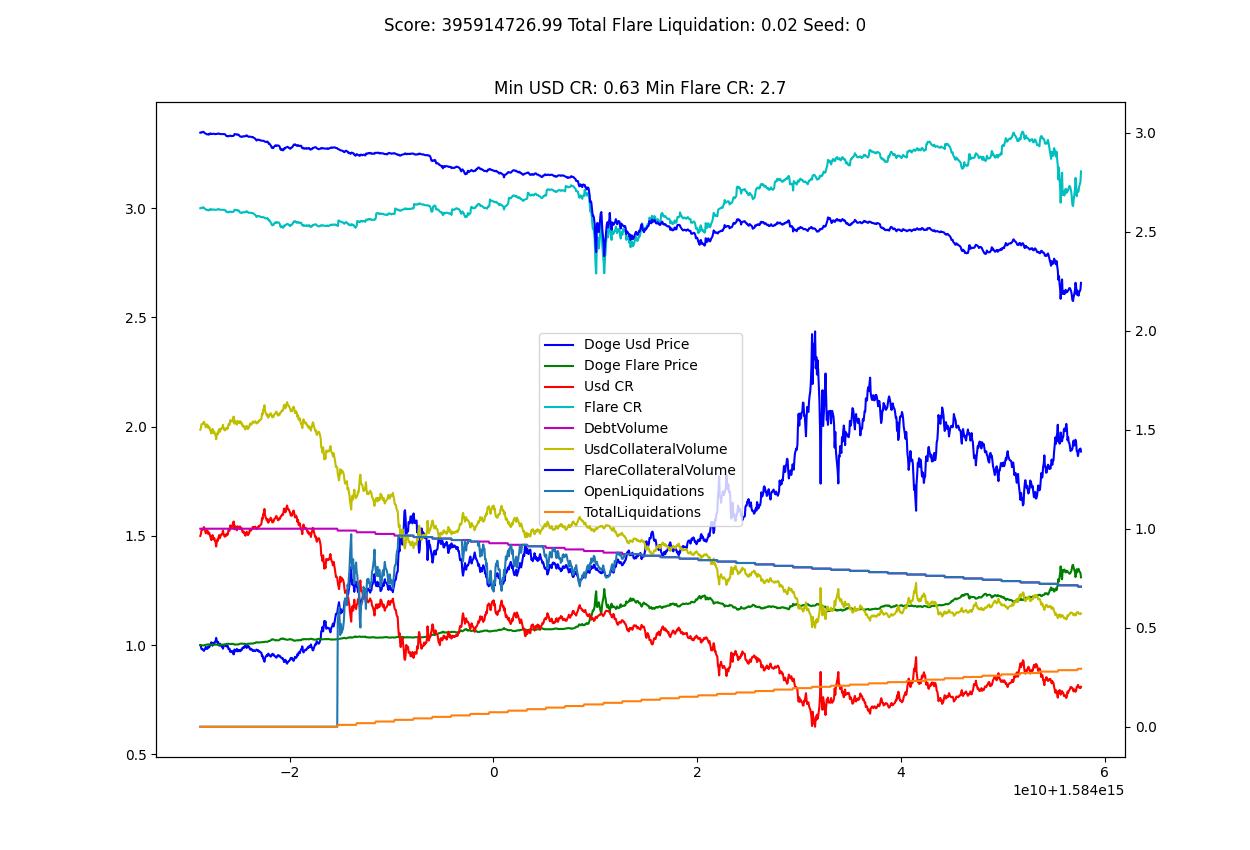 Score: 395914726.99 Total Flare Liquidation: 0.02 Seed: 0
Min USD CR: 0.63 Min Flare CR: 2.7
3.0
3.0
2.5
2.5
2.0
2.0
1.5
1.5
1.0
1.0
0.5
0.5
0.0
Doge Usd Price
Doge Flare Price
Usd CR
Flare CR
DebtVolume
UsdCollateralVolume
FlareCollateralVolume
OpenLiquidations
TotalLiquidations
−2 0 2 4 6
1e10+1.584e15